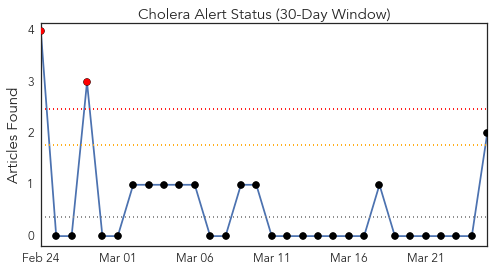 Cholera Alert Status (30-Day Window)
Articles Found
4
3
2
1
0
Feb 24
Mar 01
Mar 06
Mar 11
Mar 16
Mar 21